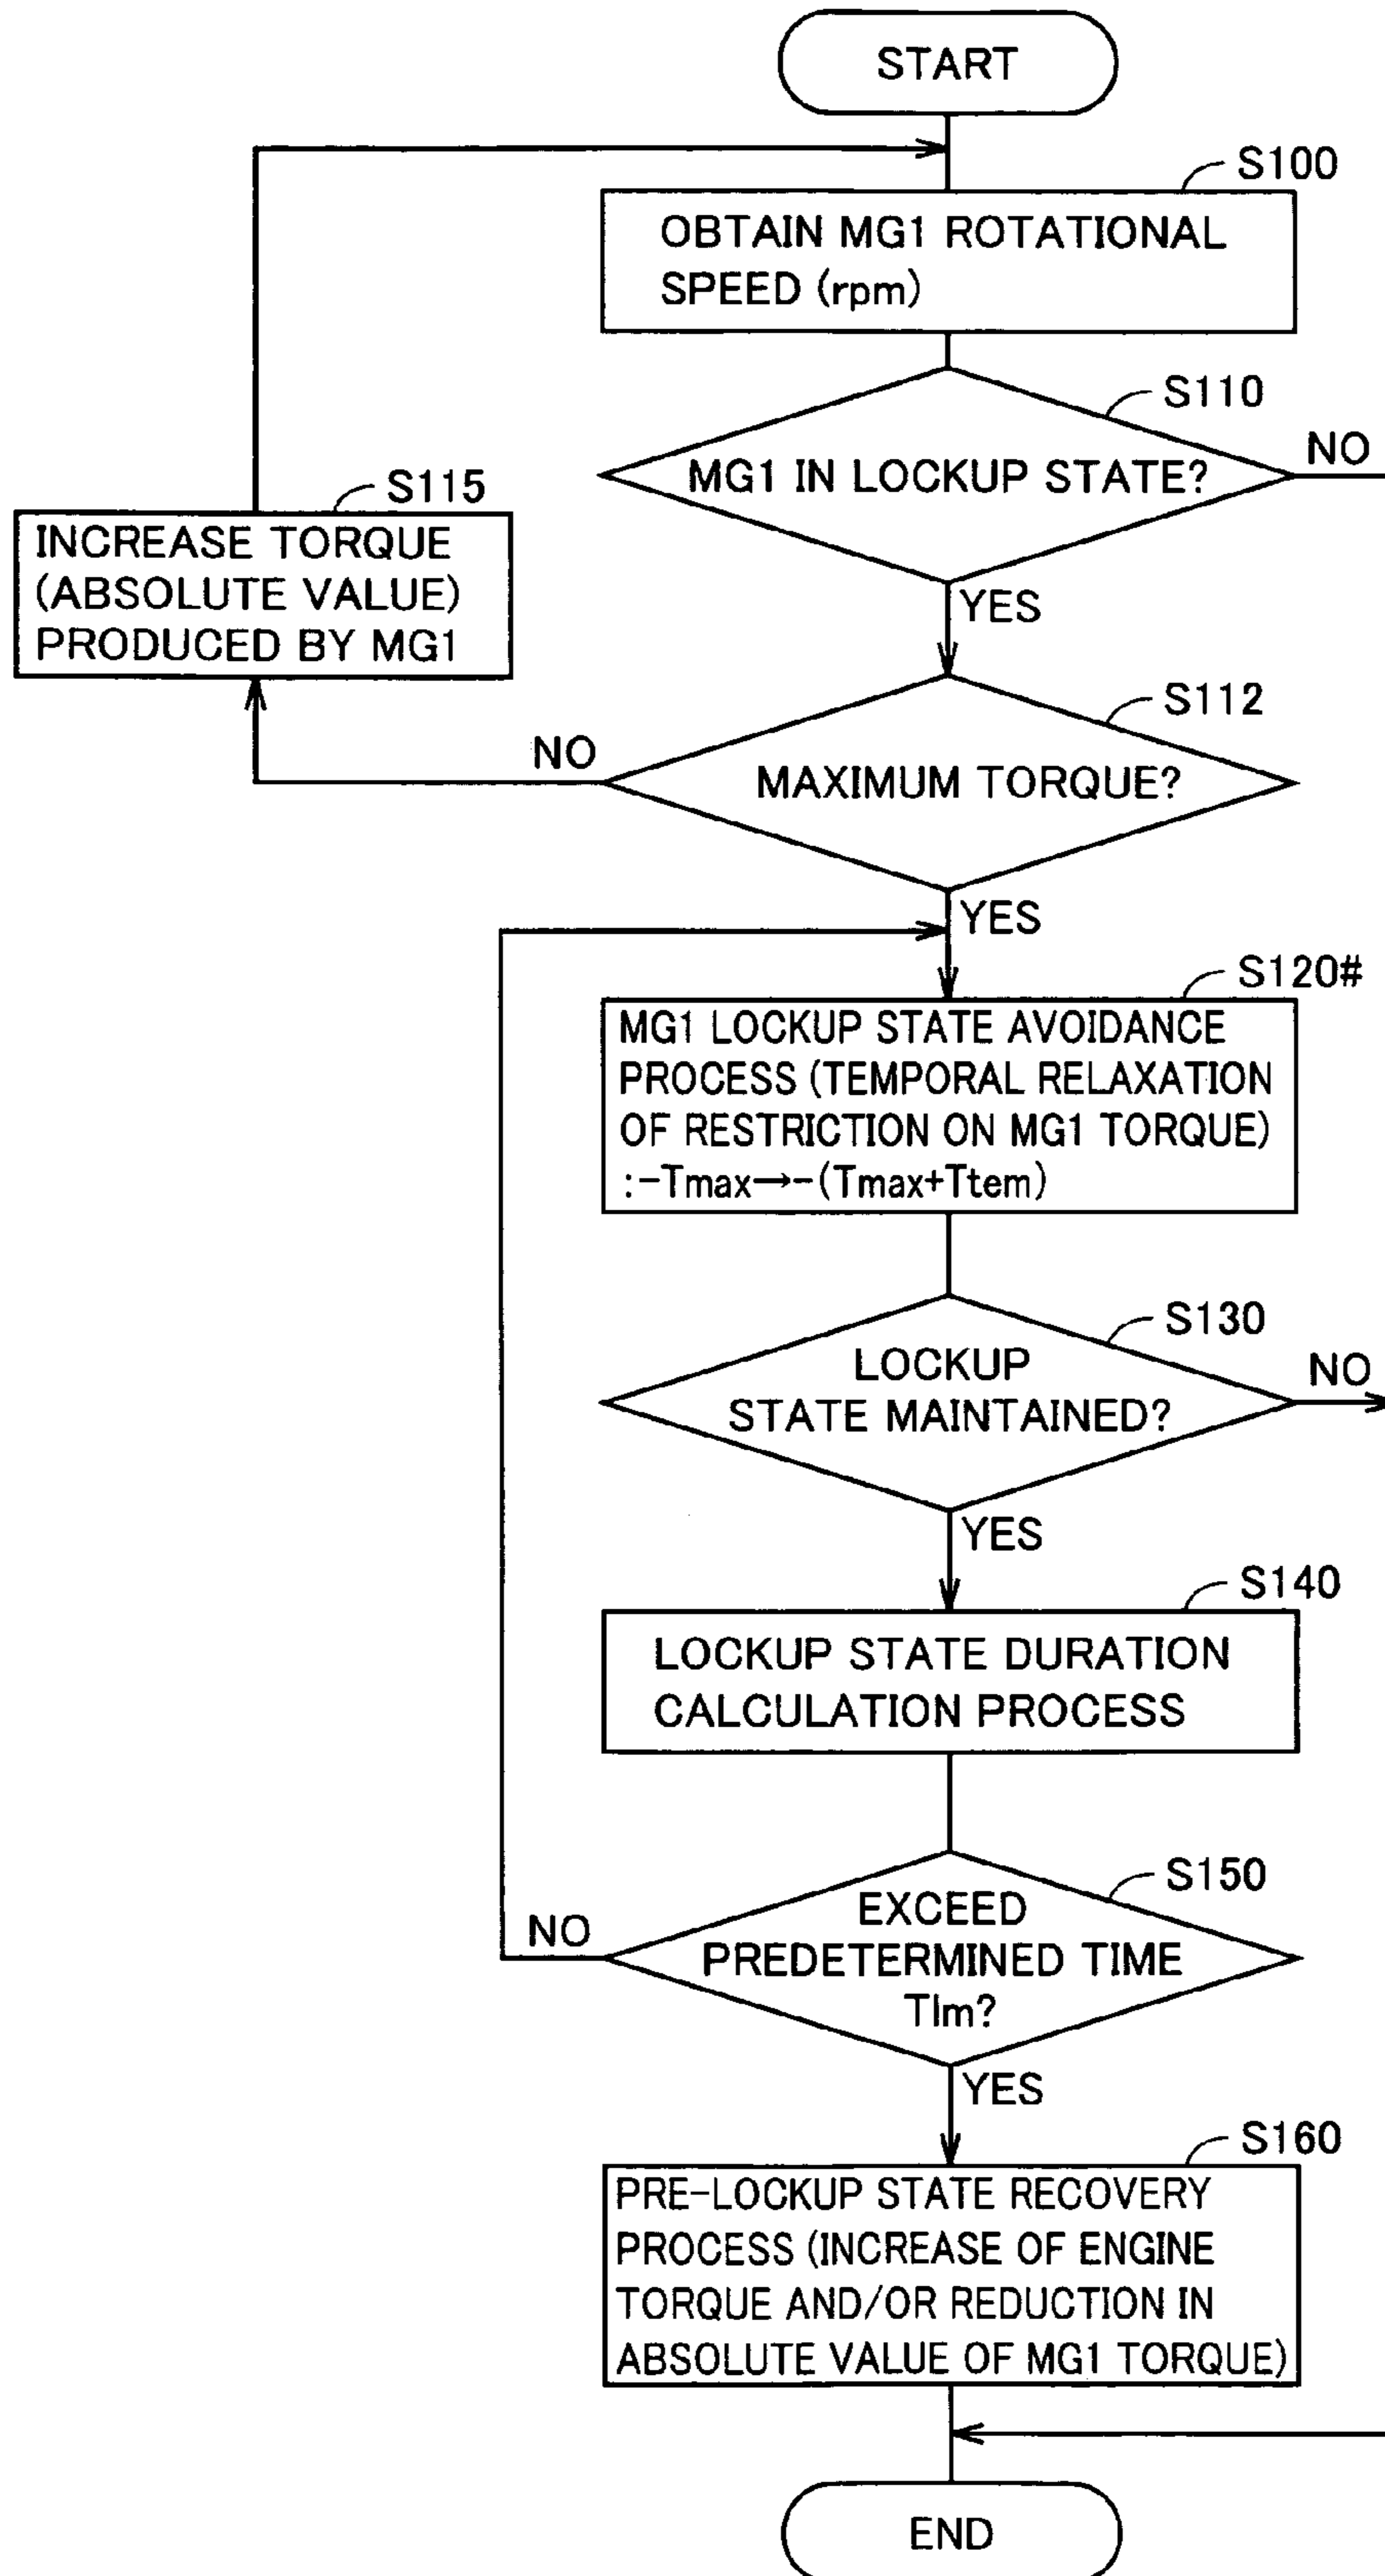 START
S100
OBTAIN MG1 ROTATIONAL
SPEED (rpm)
S110
MG1 IN LOCKUP STATE?
NO
YES
S115
INCREASE TORQUE
(ABSOLUTE VALUE)
PRODUCED BY MG1
S112
MAXIMUM TORQUE?
NO
YES
S120#
MG1 LOCKUP STATE AVOIDANCE
PROCESS (TEMPORAL RELAXATION
OF RESTRICTION ON MG1 TORQUE)
:-Tmax→-(Tmax+Ttem)
S130
LOCKUP
STATE MAINTAINED?
NO
YES
S140
LOCKUP STATE DURATION
CALCULATION PROCESS
S150
EXCEED
PREDETERMINED TIME
Tlm?
NO
YES
S160
PRE-LOCKUP STATE RECOVERY
PROCESS (INCREASE OF ENGINE
TORQUE AND/OR REDUCTION IN
ABSOLUTE VALUE OF MG1 TORQUE)
END